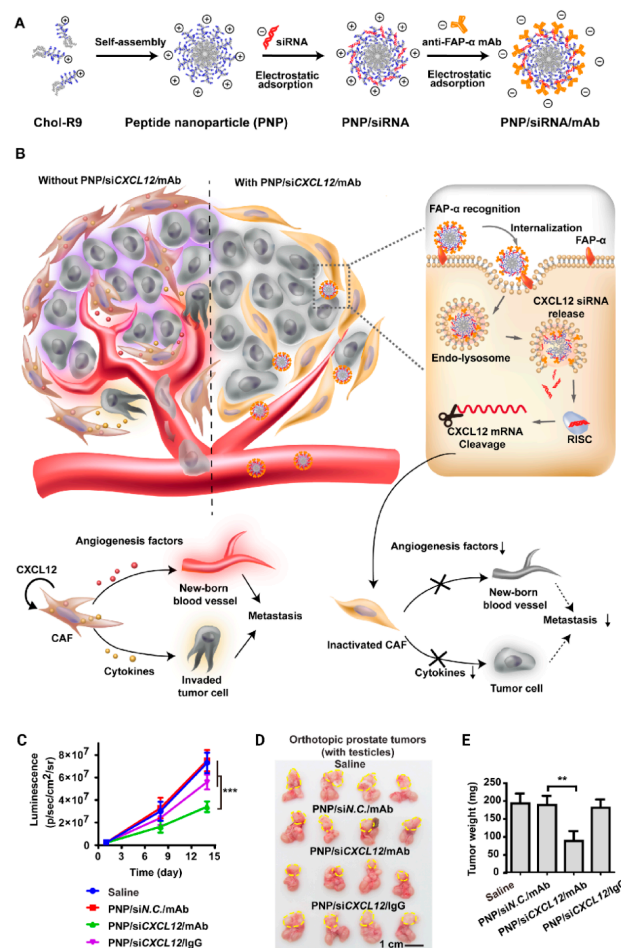 A
Self-assembly
siRNA
anti-FAP-α mAb
Electrostatic
adsorption
Electrostatic
adsorption
Chol-R9
Peptide nanoparticle (PNP)
PNP/siRNA
PNP/siRNA/mAb
B
Without PNP/siCXCL12/mAb
With PNP/siCXCL12/mAb
FAP-α recognition
Internalization
FAP-α
CXCL12 siRNA
release
Endo-lysosome
CXCL12 mRNA
Cleavage
RISC
Angiogenesis factors
CXCL12
CAF
New-born
blood vessel
Metastasis
Cytokines
Invaded
tumor cell
Angiogenesis factors↓
New-born
blood vessel
Metastasis ↓
Inactivated CAF
Cytokines↓
Tumor cell
C
Luminescence
(p/sec/cm²/sr)
8×10⁷
6×10⁷
4×10⁷
2×10⁷
0
***
0 3 6 9 12 15
Time (day)
Saline
PNP/siN.C./mAb
PNP/siCXCL12/mAb
PNP/siCXCL12/IgG
D
Orthotopic prostate tumors
(with testicles)
Saline
PNP/siN.C./mAb
PNP/siCXCL12/mAb
PNP/siCXCL12/IgG
1 cm
E
Tumor weight (mg)
250
200
150
100
50
0
**
Saline
PNP/siN.C./mAb
PNP/siCXCL12/mAb
PNP/siCXCL12/IgG